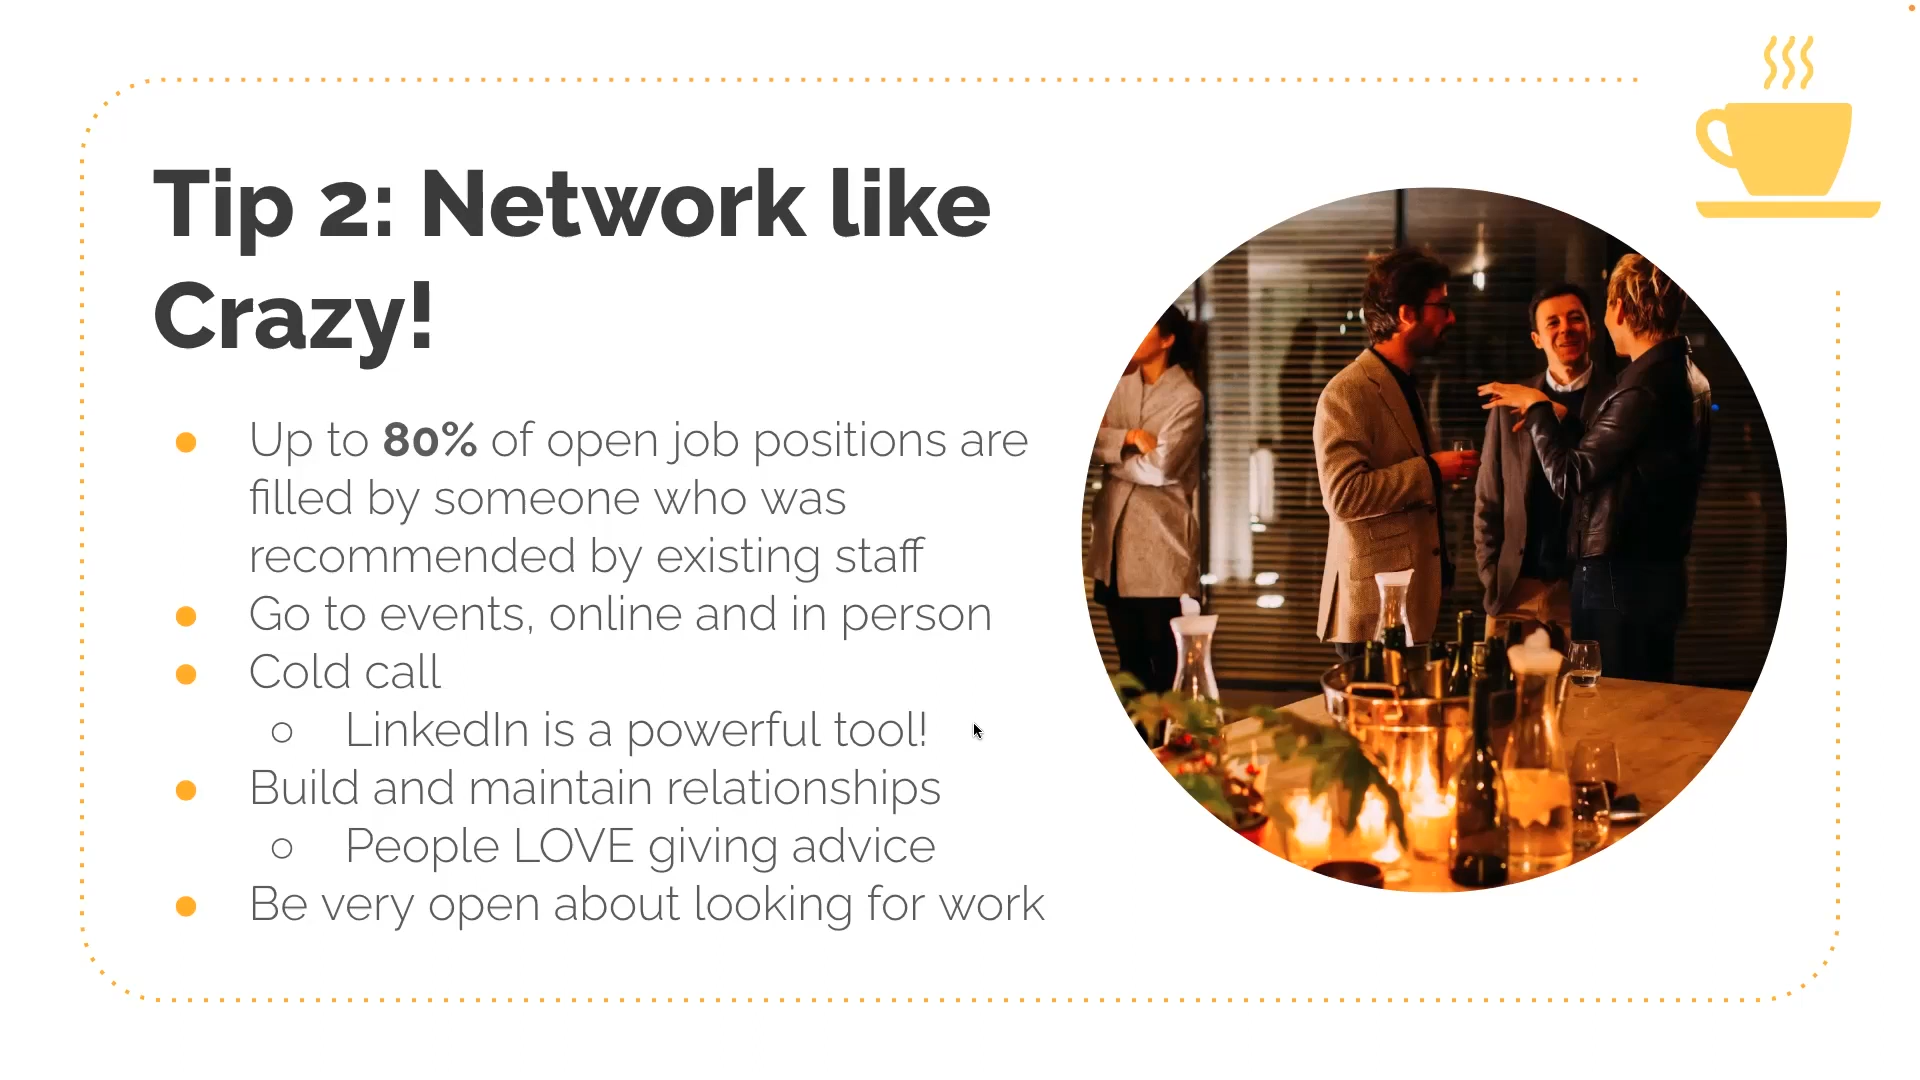 Tip 2: Network like
Crazy!
Up to 80% of open job positions are
filled by someone who was
recommended by existing staff
Go to events, online and in person
Cold call
LinkedIn is a powerful tool!
Build and maintain relationships
People LOVE giving advice
Be very open about looking for work